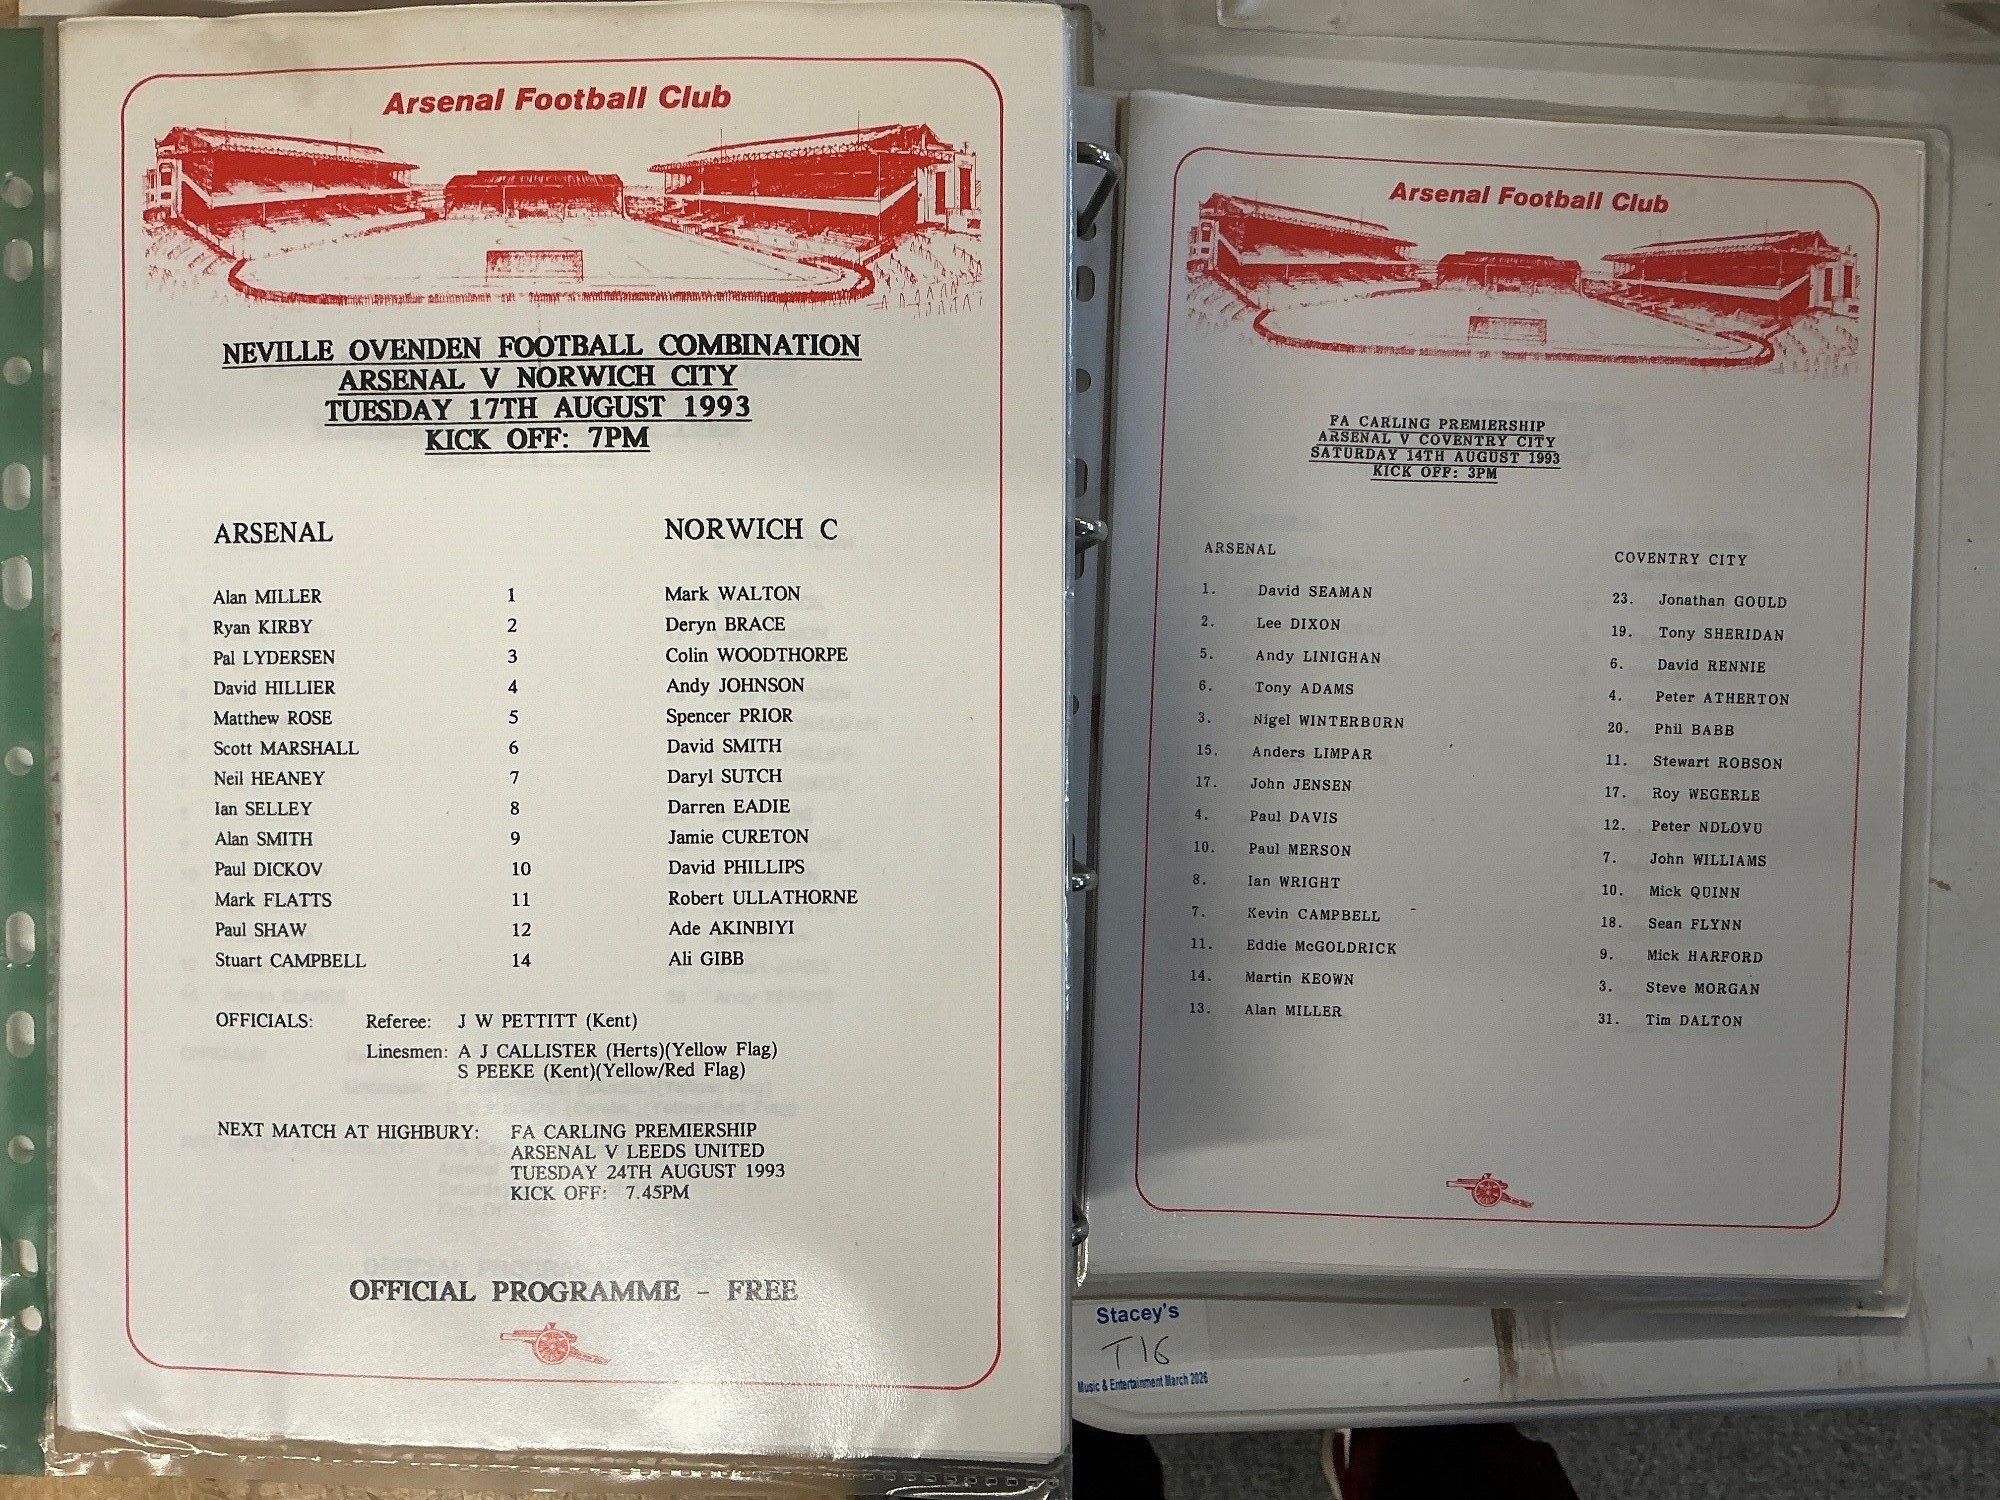 Arsenal Football Club
NEVILLE OVENDEN FOOTBALL COMBINATION
ARSENAL V NORWICH CITY
TUESDAY 17TH AUGUST 1993
KICK OFF: 7PM
ARSENAL NORWICH C
Alan MILLER 1 Mark WALTON
Ryan KIRBY 2 Deryn BRACE
Pal LYDERSEN 3 Colin WOODTHORPE
David HILLIER 4 Andy JOHNSON
Matthew ROSE 5 Spencer PRIOR
Scott MARSHALL 6 David SMITH
Neil HEANEY 7 Daryl SUTCH
Ian SELLEY 8 Darren EADIE
Alan SMITH 9 Jamie CURETON
Paul DICKOV 10 David PHILLIPS
Mark FLATTS 11 Robert ULLATHORNE
Paul SHAW 12 Ade AKINBIYI
Stuart CAMPBELL 14 Ali GIBB
OFFICIALS: Referee: J W PETTITT (Kent)
Linesmen: A J CALLISTER (Herts)(Yellow Flag)
S PEEKE (Kent)(Yellow/Red Flag)
NEXT MATCH AT HIGHBURY: FA CARLING PREMIERSHIP
ARSENAL V LEEDS UNITED
TUESDAY 24TH AUGUST 1993
KICK OFF: 7.45PM
OFFICIAL PROGRAMME - FREE
Arsenal Football Club
FA CARLING PREMIERSHIP
ARSENAL V COVENTRY CITY
SATURDAY 14TH AUGUST 1993
KICK OFF: 3PM
ARSENAL COVENTRY CITY
1. David SEAMAN 23. Jonathan GOULD
2. Lee DIXON 19. Tony SHERIDAN
5. Andy LINIGHAN 6. David RENNIE
6. Tony ADAMS 4. Peter ATHERTON
3. Nigel WINTERBURN 20. Phil BABB
15. Anders LIMPAR 11. Stewart ROBSON
17. John JENSEN 17. Roy WEGERLE
4. Paul DAVIS 12. Peter NDLOVU
10. Paul MERSON 7. John WILLIAMS
8. Ian WRIGHT 10. Mick QUINN
7. Kevin CAMPBELL 18. Sean FLYNN
11. Eddie McGOLDRICK 9. Mick HARFORD
14. Martin KEOWN 3. Steve MORGAN
13. Alan MILLER 31. Tim DALTON
Stacey's
T16
Music & Entertainment March 2026